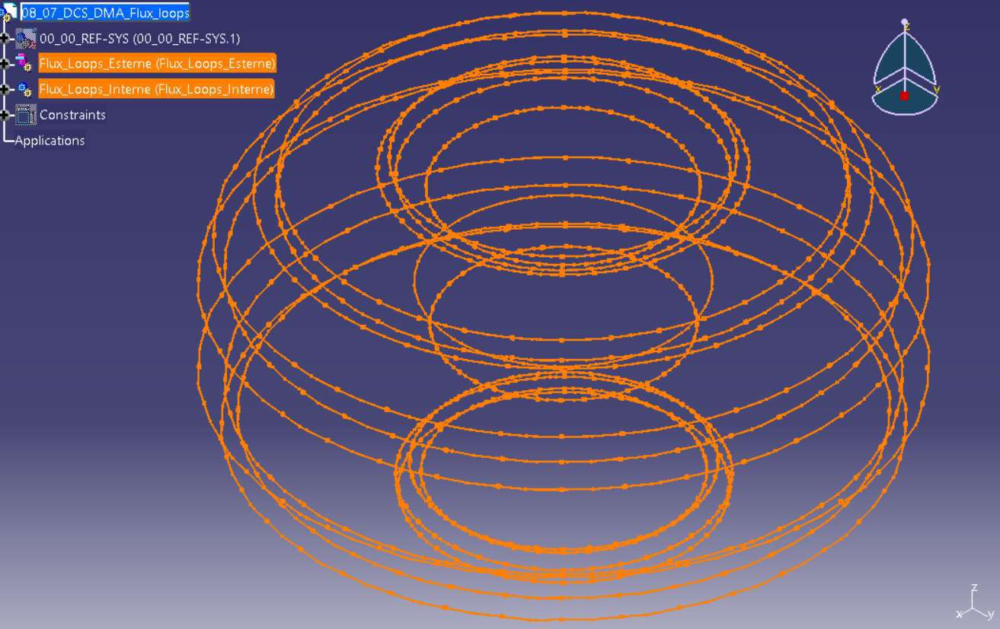 08_07_DCS_DMA_Flux_loops
00_00_REF-SYS (00_00_REF-SYS.1)
Flux_Loops_Esterne (Flux_Loops_Esterne)
Flux_Loops_Interne (Flux_Loops_Interne)
Constraints
Applications
z
x y
z
x y